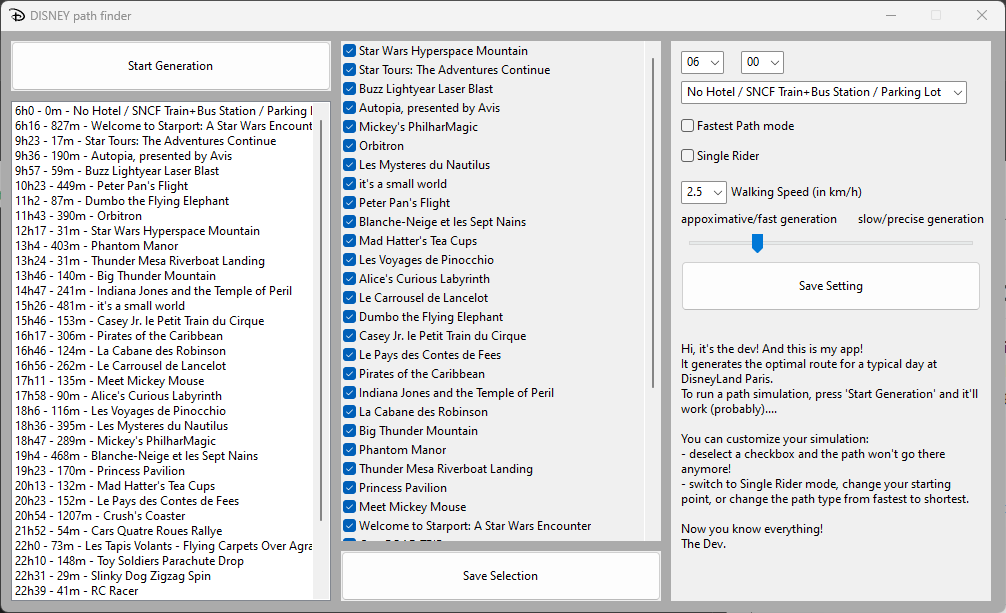 DISNEY path finder
Start Generation
6h0 - 0m - No Hotel / SNCF Train+Bus Station / Parking
6h16 - 827m - Welcome to Starport: A Star Wars Encount
9h23 - 17m - Star Tours: The Adventures Continue
9h36 - 190m - Autopia, presented by Avis
9h57 - 59m - Buzz Lightyear Laser Blast
10h23 - 449m - Peter Pan's Flight
11h2 - 87m - Dumbo the Flying Elephant
11h43 - 390m - Orbitron
12h17 - 31m - Star Wars Hyperspace Mountain
13h4 - 403m - Phantom Manor
13h24 - 31m - Thunder Mesa Riverboat Landing
13h46 - 140m - Big Thunder Mountain
14h47 - 241m - Indiana Jones and the Temple of Peril
15h26 - 481m - it's a small world
15h46 - 153m - Casey Jr. le Petit Train du Cirque
16h17 - 306m - Pirates of the Caribbean
16h46 - 124m - La Cabane des Robinson
16h56 - 262m - Le Carrousel de Lancelot
17h11 - 135m - Meet Mickey Mouse
17h58 - 90m - Alice's Curious Labyrinth
18h6 - 116m - Les Voyages de Pinocchio
18h36 - 395m - Les Mysteres du Nautilus
18h47 - 289m - Mickey's PhilharMagic
19h4 - 468m - Blanche-Neige et les Sept Nains
19h23 - 170m - Princess Pavilion
20h13 - 132m - Mad Hatter's Tea Cups
20h23 - 152m - Le Pays des Contes de Fees
20h54 - 1207m - Crush's Coaster
21h52 - 54m - Cars Quatre Roues Rallye
22h0 - 73m - Les Tapis Volants - Flying Carpets Over Agra
22h10 - 148m - Toy Soldiers Parachute Drop
22h31 - 29m - Slinky Dog Zigzag Spin
22h39 - 41m - RC Racer
Star Wars Hyperspace Mountain
Star Tours: The Adventures Continue
Buzz Lightyear Laser Blast
Autopia, presented by Avis
Mickey's PhilharMagic
Orbitron
Les Mysteres du Nautilus
it's a small world
Peter Pan's Flight
Blanche-Neige et les Sept Nains
Mad Hatter's Tea Cups
Les Voyages de Pinocchio
Alice's Curious Labyrinth
Le Carrousel de Lancelot
Dumbo the Flying Elephant
Casey Jr. le Petit Train du Cirque
Le Pays des Contes de Fees
Pirates of the Caribbean
Indiana Jones and the Temple of Peril
La Cabane des Robinson
Big Thunder Mountain
Phantom Manor
Thunder Mesa Riverboat Landing
Princess Pavilion
Meet Mickey Mouse
Welcome to Starport: A Star Wars Encounter
Save Selection
06 00
No Hotel / SNCF Train+Bus Station / Parking Lot
Fastest Path mode
Single Rider
2.5 Walking Speed (in km/h)
appoximative/fast generation slow/precise generation
Save Setting
Hi, it's the dev! And this is my app!
It generates the optimal route for a typical day at
DisneyLand Paris.
To run a path simulation, press 'Start Generation' and it'll
work (probably)....
You can customize your simulation:
- deselect a checkbox and the path won't go there
anymore!
- switch to Single Rider mode, change your starting
point, or change the path type from fastest to shortest.
Now you know everything!
The Dev.